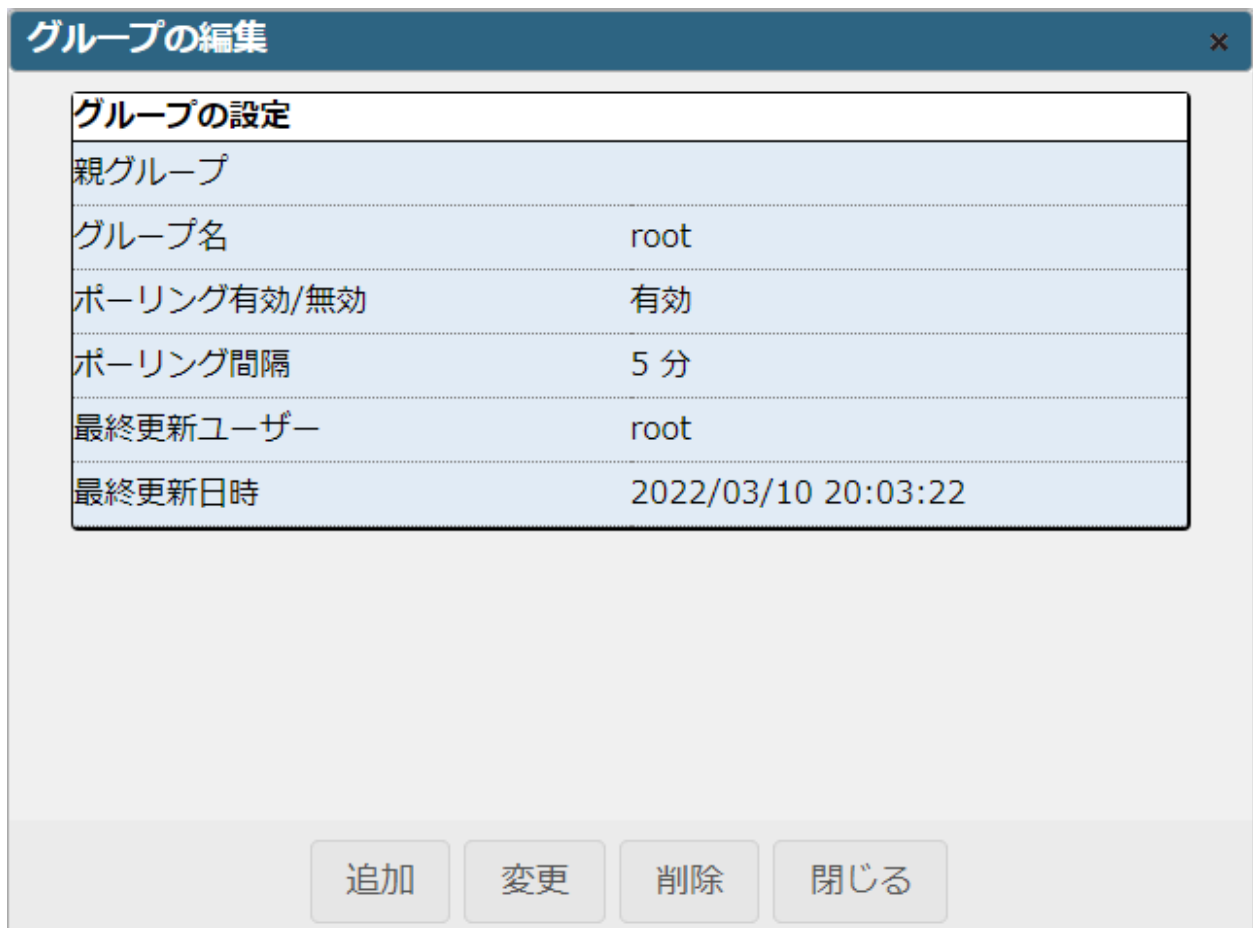 グループの編集
×
グループの設定
親グループ
グループ名 root
ポーリング有効/無効 有効
ポーリング間隔 5 分
最終更新ユーザー root
最終更新日時 2022/03/10 20:03:22
追加 変更 削除 閉じる